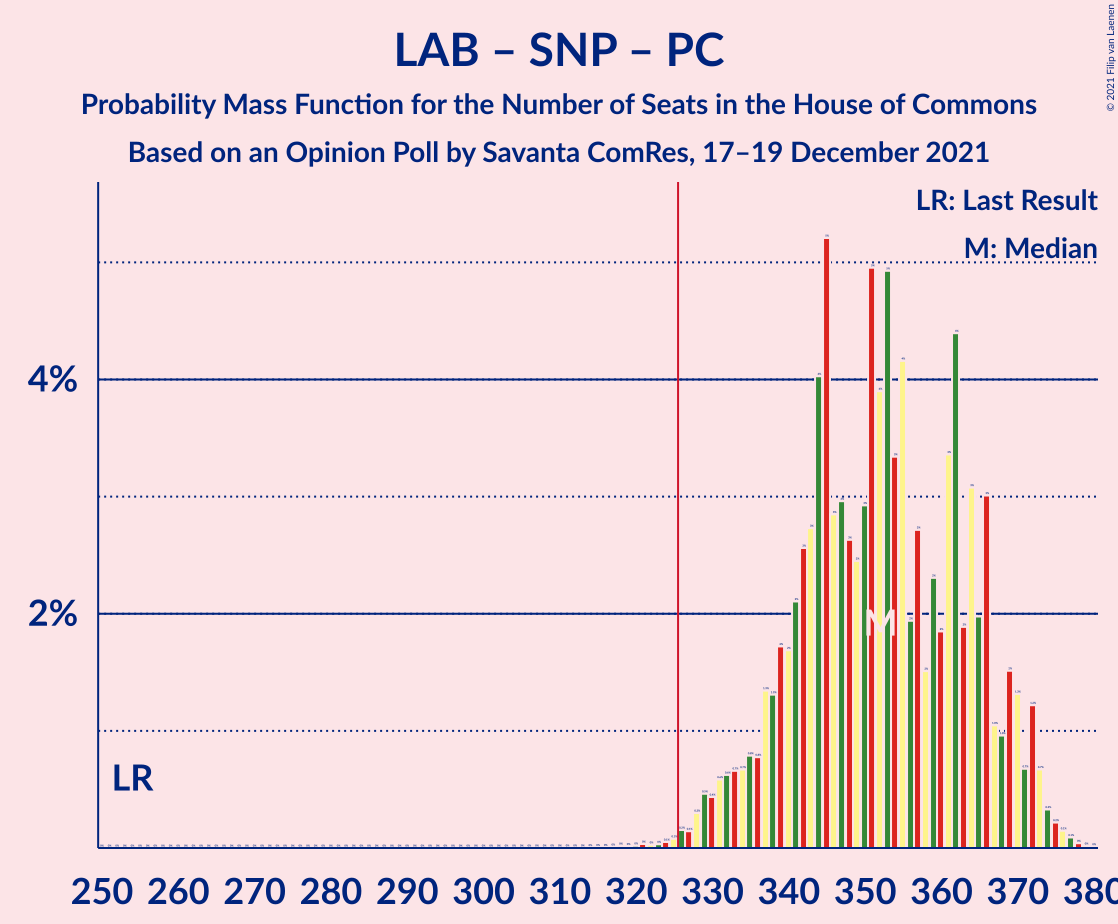 LAB – SNP – PC
Probability Mass Function for the Number of Seats in the House of Commons
Based on an Opinion Poll by Savanta ComRes, 17–19 December 2021
© 2021 Filip van Laenen
LR: Last Result
M: Median
4%
2%
M
LR
250 260 270 280 290 300 310 320 330 340 350 360 370 380